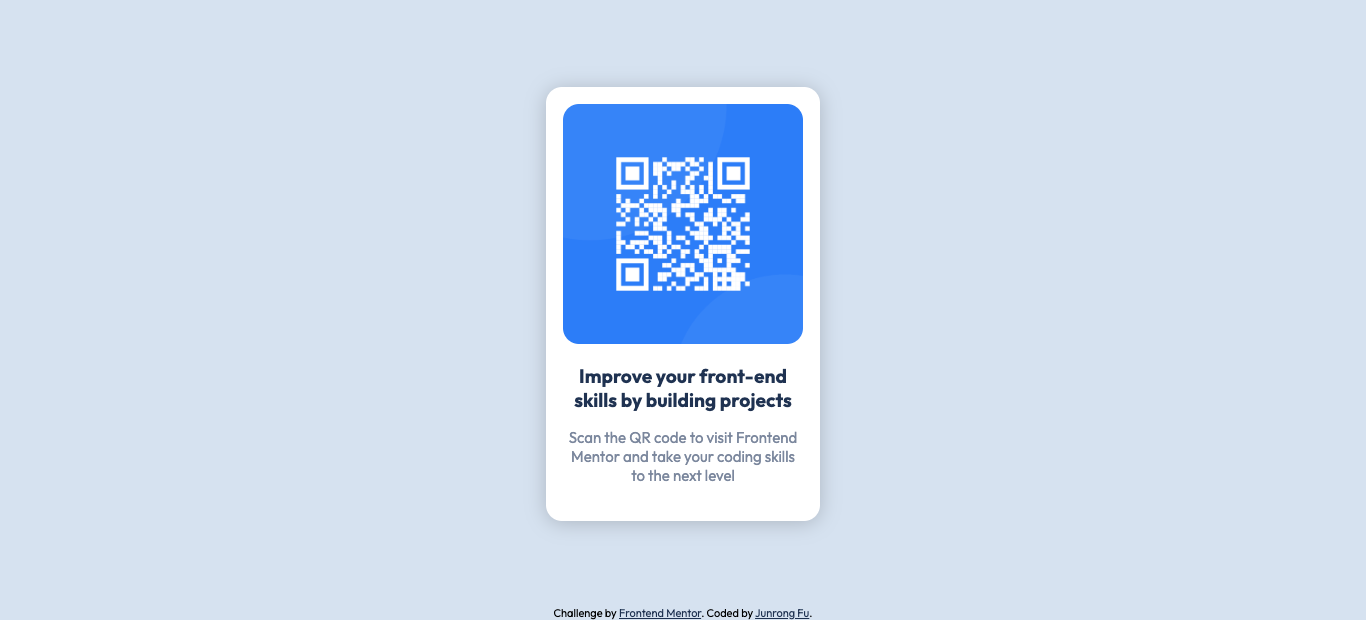 Improve your front-end
skills by building projects
Scan the QR code to visit Frontend
Mentor and take your coding skills
to the next level
Challenge by Frontend Mentor. Coded by Junrong Fu.